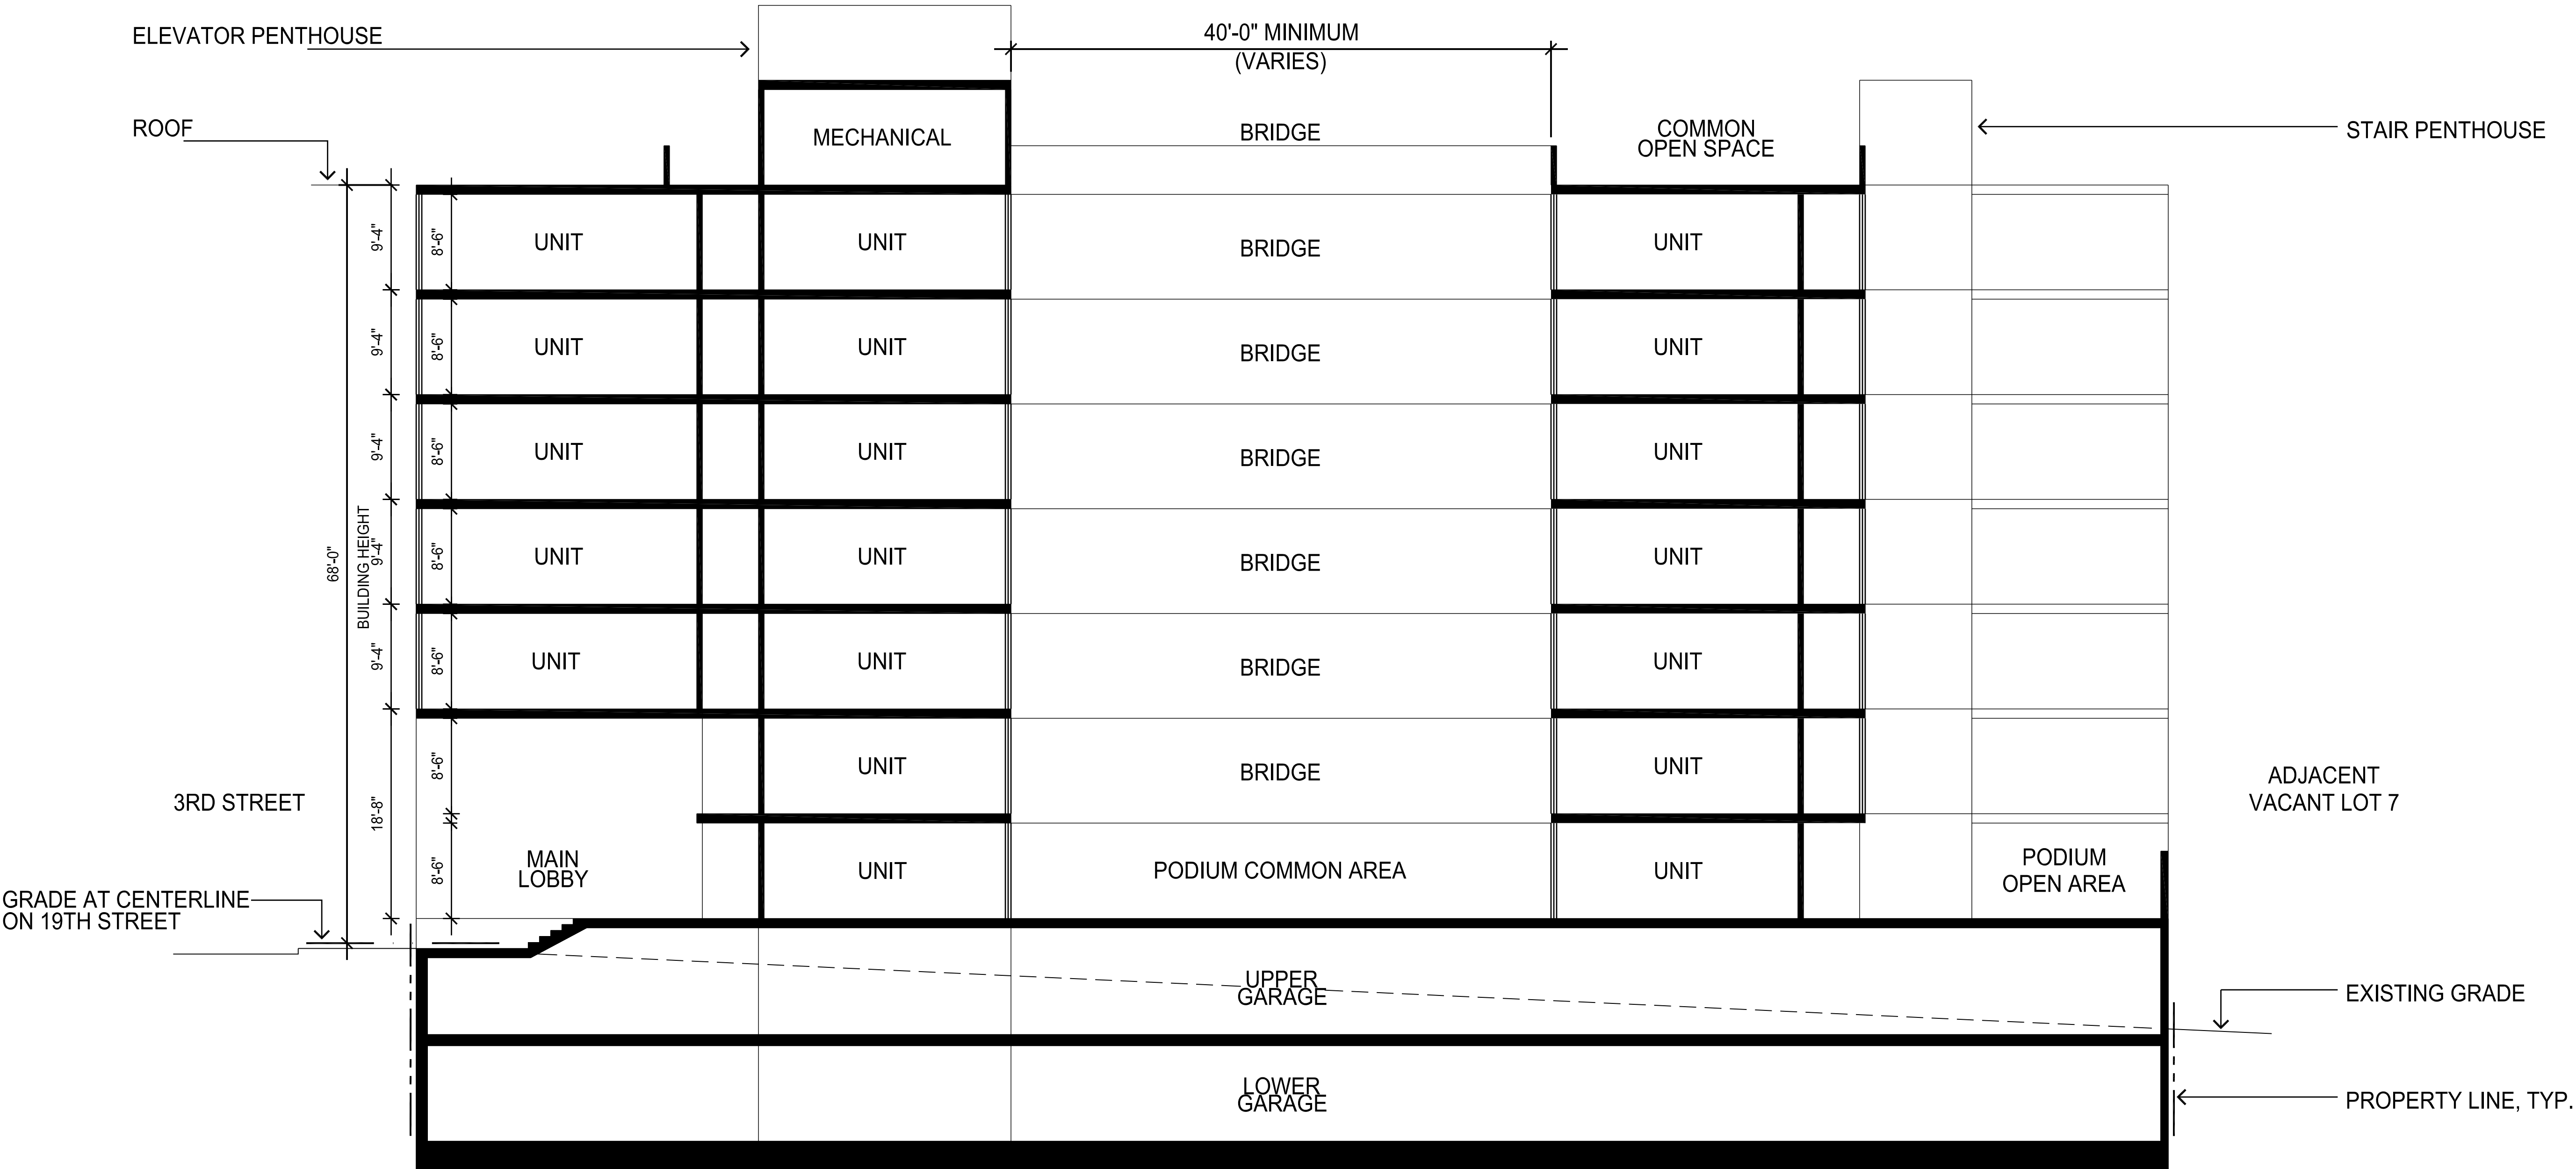 ELEVATOR PENTHOUSE
40'-0" MINIMUM
(VARIES)
ROOF
MECHANICAL
BRIDGE
COMMON
OPEN SPACE
STAIR PENTHOUSE
9'-4"
8'-6"
UNIT
UNIT
BRIDGE
UNIT
9'-4"
8'-6"
UNIT
UNIT
BRIDGE
UNIT
9'-4"
8'-6"
UNIT
UNIT
BRIDGE
UNIT
68'-0"
BUILDING HEIGHT
9'-4"
8'-6"
UNIT
UNIT
BRIDGE
UNIT
9'-4"
8'-6"
UNIT
UNIT
BRIDGE
UNIT
8'-6"
UNIT
BRIDGE
UNIT
3RD STREET
18'-8"
ADJACENT
VACANT LOT 7
8'-6"
MAIN
LOBBY
UNIT
PODIUM COMMON AREA
UNIT
PODIUM
OPEN AREA
GRADE AT CENTERLINE
ON 19TH STREET
UPPER
GARAGE
EXISTING GRADE
LOWER
GARAGE
PROPERTY LINE, TYP.